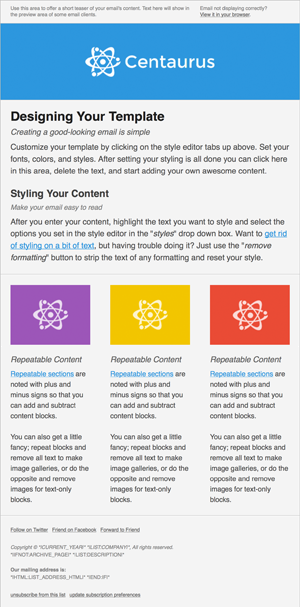 Use this area to offer a short teaser of your email's content. Text here will show in
the preview area of some email clients.
Email not displaying correctly?
View it in your browser.
Centaurus
Designing Your Template
Creating a good-looking email is simple
Customize your template by clicking on the style editor tabs up above. Set your
fonts, colors, and styles. After setting your styling is all done you can click here
in this area, delete the text, and start adding your own awesome content.
Styling Your Content
Make your email easy to read
After you enter your content, highlight the text you want to style and select the
options you set in the style editor in the "styles" drop down box. Want to get rid
of styling on a bit of text, but having trouble doing it? Just use the "remove
formatting" button to strip the text of any formatting and reset your style.
Repeatable Content
Repeatable sections are
noted with plus and
minus signs so that you
can add and subtract
content blocks.
You can also get a little
fancy; repeat blocks and
remove all text to make
image galleries, or do the
opposite and remove
images for text-only
blocks.
Repeatable Content
Repeatable sections are
noted with plus and
minus signs so that you
can add and subtract
content blocks.
You can also get a little
fancy; repeat blocks and
remove all text to make
image galleries, or do the
opposite and remove
images for text-only
blocks.
Repeatable Content
Repeatable sections are
noted with plus and
minus signs so that you
can add and subtract
content blocks.
You can also get a little
fancy; repeat blocks and
remove all text to make
image galleries, or do the
opposite and remove
images for text-only
blocks.
Follow on Twitter Friend on Facebook Forward to Friend
Copyright © *|CURRENT_YEAR|* *|LIST:COMPANY|*, All rights reserved.
*|IFNOT:ARCHIVE_PAGE|* *|LIST:DESCRIPTION|*
Our mailing address is:
*|HTML:LIST_ADDRESS_HTML|* *|END:IF|*
unsubscribe from this list update subscription preferences